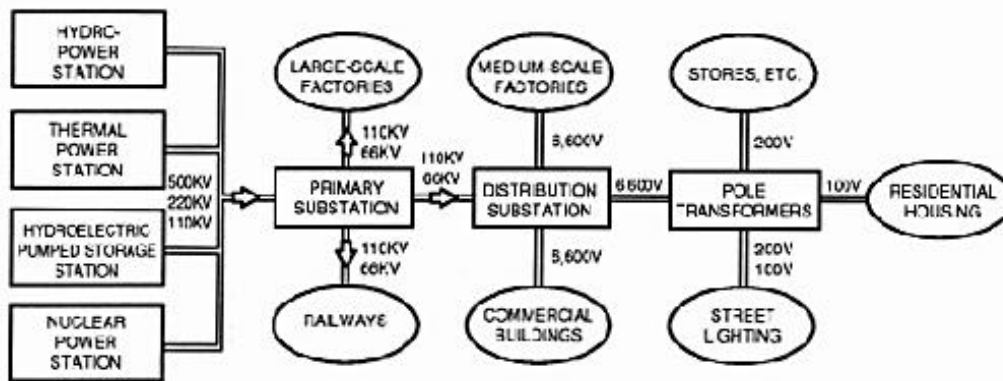 HYDRO-
POWER
STATION
THERMAL
POWER
STATION
HYDROELECTRIC
PUMPED STORAGE
STATION
NUCLEAR
POWER
STATION
500KV
220KV
110KV
LARGE-SCALE
FACTORIES
110KV
66KV
PRIMARY
SUBSTATION
110KV
66KV
RAILWAYS
110KV
66KV
MEDIUM-SCALE
FACTORIES
6,600V
DISTRIBUTION
SUBSTATION
6,600V
COMMERCIAL
BUILDINGS
6,600V
STORES, ETC.
200V
POLE
TRANSFORMERS
200V
100V
STREET
LIGHTING
100V
RESIDENTIAL
HOUSING